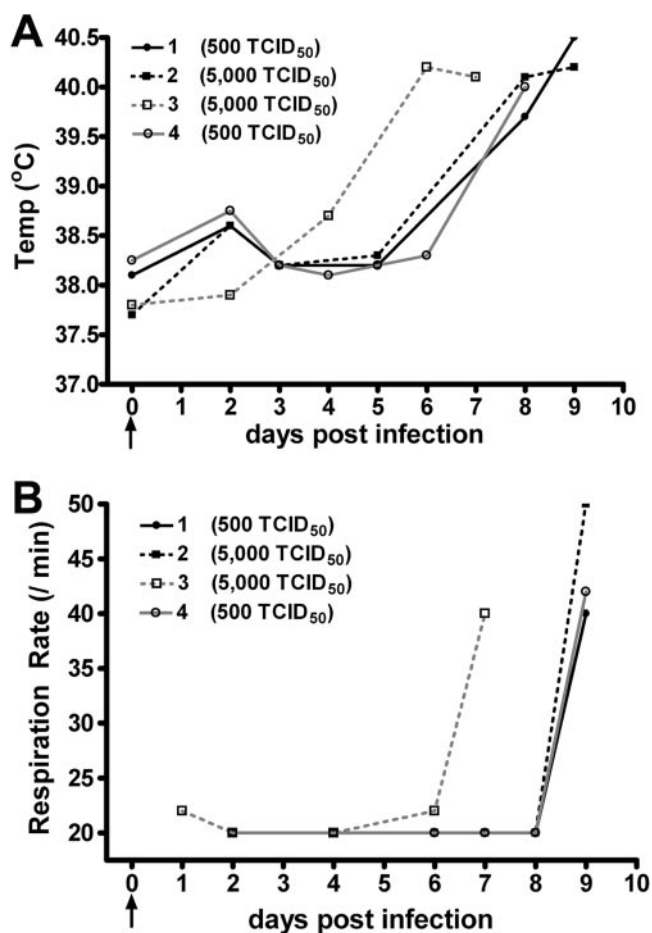 A
Temp (°C)
40.5
40.0
39.5
39.0
38.5
38.0
37.5
37.0
1 (500 TCID50)
2 (5,000 TCID50)
3 (5,000 TCID50)
4 (500 TCID50)
0 1 2 3 4 5 6 7 8 9 10
days post infection
B
Respiration Rate (/ min)
50
45
40
35
30
25
20
1 (500 TCID50)
2 (5,000 TCID50)
3 (5,000 TCID50)
4 (500 TCID50)
0 1 2 3 4 5 6 7 8 9 10
days post infection